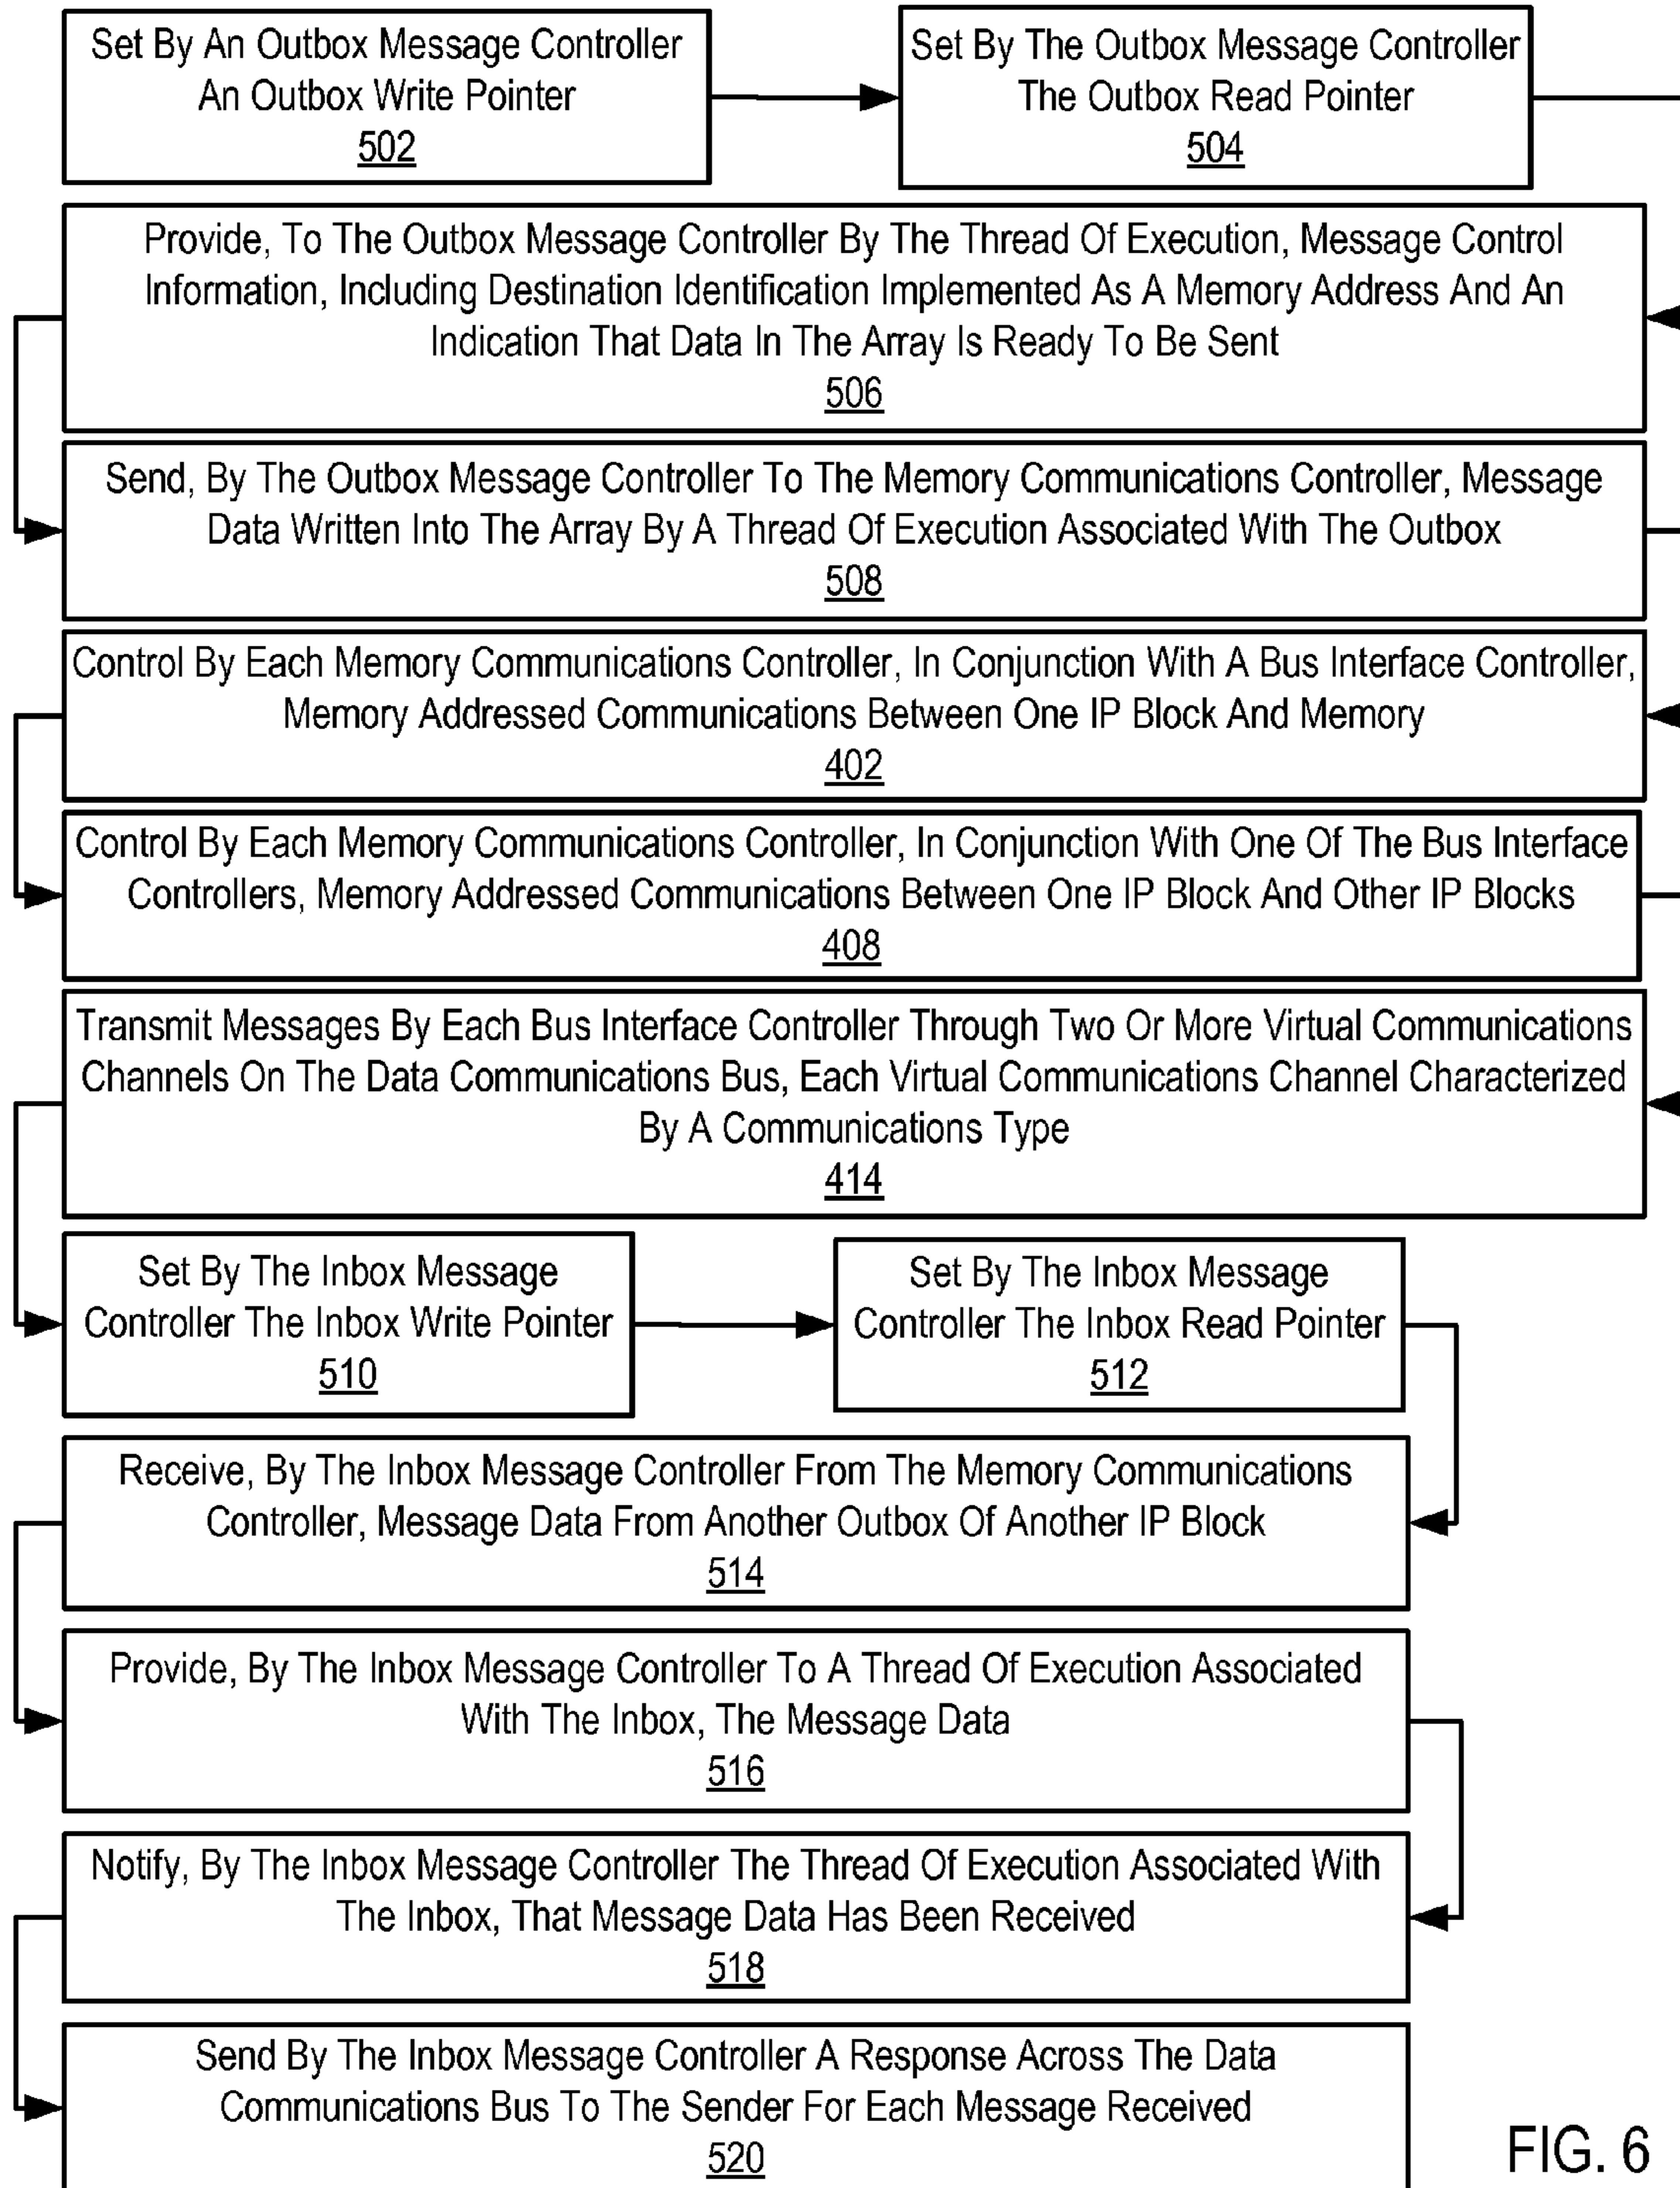 Set By An Outbox Message Controller
An Outbox Write Pointer
502
Set By The Outbox Message Controller
The Outbox Read Pointer
504
Provide, To The Outbox Message Controller By The Thread Of Execution, Message Control
Information, Including Destination Identification Implemented As A Memory Address And An
Indication That Data In The Array Is Ready To Be Sent
506
Send, By The Outbox Message Controller To The Memory Communications Controller, Message
Data Written Into The Array By A Thread Of Execution Associated With The Outbox
508
Control By Each Memory Communications Controller, In Conjunction With A Bus Interface Controller,
Memory Addressed Communications Between One IP Block And Memory
402
Control By Each Memory Communications Controller, In Conjunction With One Of The Bus Interface
Controllers, Memory Addressed Communications Between One IP Block And Other IP Blocks
408
Transmit Messages By Each Bus Interface Controller Through Two Or More Virtual Communications
Channels On The Data Communications Bus, Each Virtual Communications Channel Characterized
By A Communications Type
414
Set By The Inbox Message
Controller The Inbox Write Pointer
510
Set By The Inbox Message
Controller The Inbox Read Pointer
512
Receive, By The Inbox Message Controller From The Memory Communications
Controller, Message Data From Another Outbox Of Another IP Block
514
Provide, By The Inbox Message Controller To A Thread Of Execution Associated
With The Inbox, The Message Data
516
Notify, By The Inbox Message Controller The Thread Of Execution Associated With
The Inbox, That Message Data Has Been Received
518
Send By The Inbox Message Controller A Response Across The Data
Communications Bus To The Sender For Each Message Received
520
FIG. 6